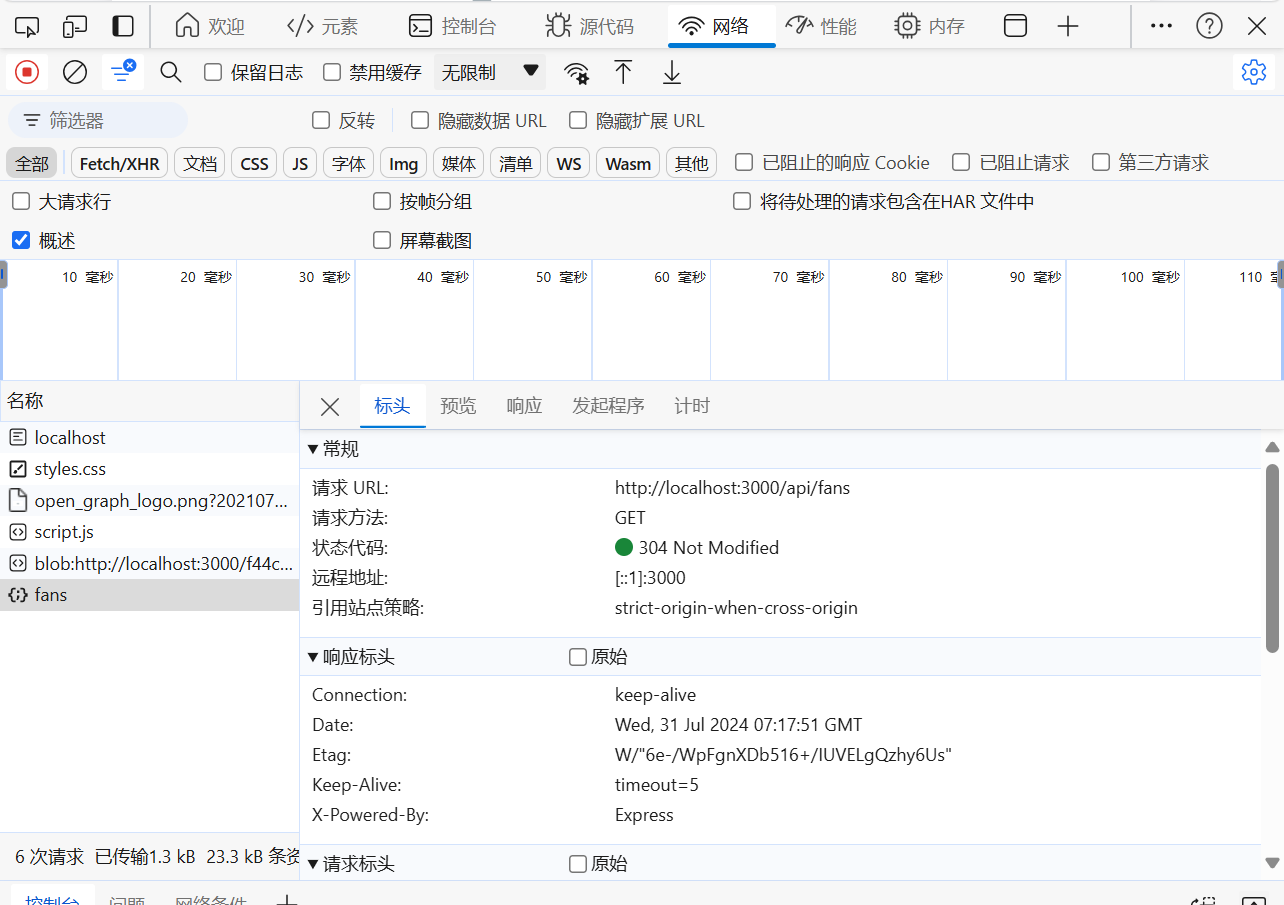 欢迎 元素 控制台 源代码 网络 性能 内存
保留日志 禁用缓存 无限制
筛选器 反转 隐藏数据 URL 隐藏扩展 URL
全部 Fetch/XHR 文档 CSS JS 字体 Img 媒体 清单 WS Wasm 其他 已阻止的响应 Cookie 已阻止请求 第三方请求
大请求行 按帧分组 将待处理的请求包含在HAR 文件中
概述 屏幕截图
10 毫秒 20 毫秒 30 毫秒 40 毫秒 50 毫秒 60 毫秒 70 毫秒 80 毫秒 90 毫秒 100 毫秒 110 毫
名称
localhost
styles.css
open_graph_logo.png?202107...
script.js
blob:http://localhost:3000/f44c...
fans
6 次请求 已传输1.3 kB 23.3 kB 条资
标头 预览 响应 发起程序 计时
常规
请求 URL: http://localhost:3000/api/fans
请求方法: GET
状态代码: 304 Not Modified
远程地址: [::1]:3000
引用站点策略: strict-origin-when-cross-origin
响应标头 原始
Connection: keep-alive
Date: Wed, 31 Jul 2024 07:17:51 GMT
Etag: W/"6e-/WpFgnXDb516+/IUVELgQzhy6Us"
Keep-Alive: timeout=5
X-Powered-By: Express
请求标头 原始
控制台 问题 网络条件